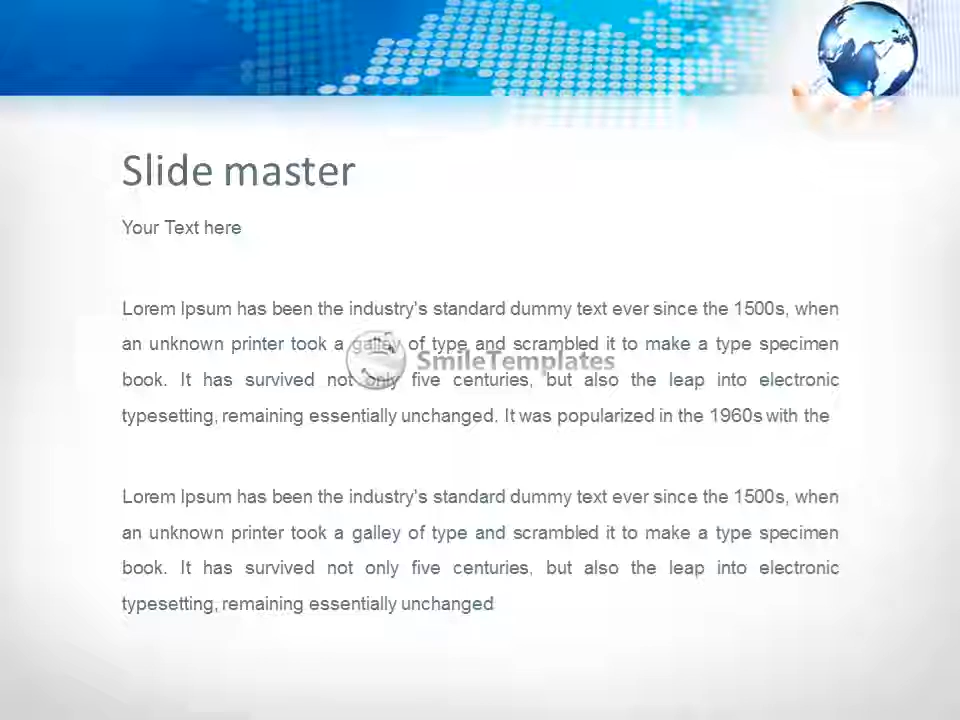 Slide master
Your Text here
Lorem Ipsum has been the industry's standard dummy text ever since the 1500s, when
an unknown printer took a galley of type and scrambled it to make a type specimen
SmileTemplates
book. It has survived not only five centuries, but also the leap into electronic
typesetting, remaining essentially unchanged. It was popularized in the 1960s with the
Lorem Ipsum has been the industry's standard dummy text ever since the 1500s, when
an unknown printer took a galley of type and scrambled it to make a type specimen
book. It has survived not only five centuries, but also the leap into electronic
typesetting, remaining essentially unchanged